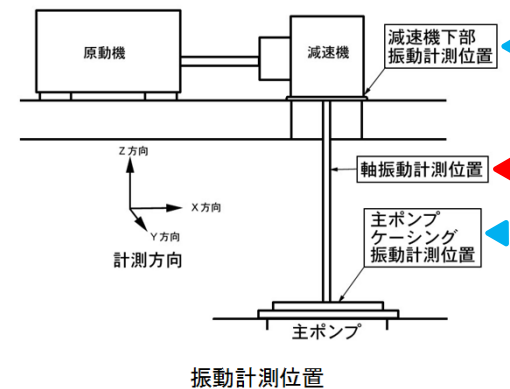 原動機
減速機
減速機下部
振動計測位置
Z方向
X方向
Y方向
計測方向
軸振動計測位置
主ポンプ
ケーシング
振動計測位置
主ポンプ
振動計測位置